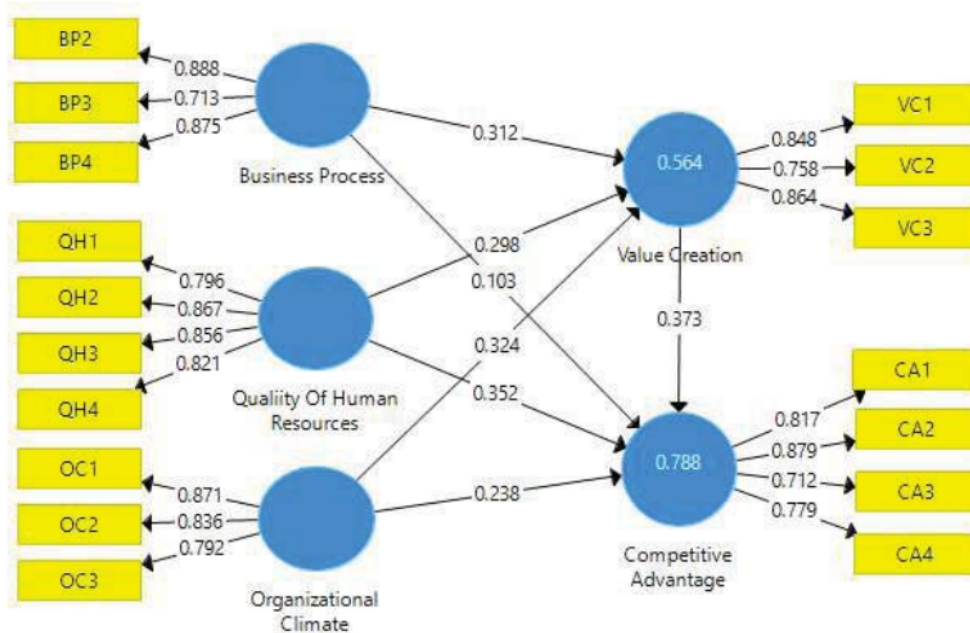 BP2
0.888
BP3
0.713
BP4
0.875
Business Process
QH1
0.796
QH2
0.867
QH3
0.856
QH4
0.821
Qualiity Of Human
Resources
OC1
0.871
OC2
0.836
OC3
0.792
Organizational
Climate
0.312
0.298
0.103
0.324
0.352
0.238
0.564
Value Creation
0.373
0.788
Competitive
Advantage
VC1
0.848
VC2
0.758
VC3
0.864
CA1
0.817
CA2
0.879
CA3
0.712
CA4
0.779